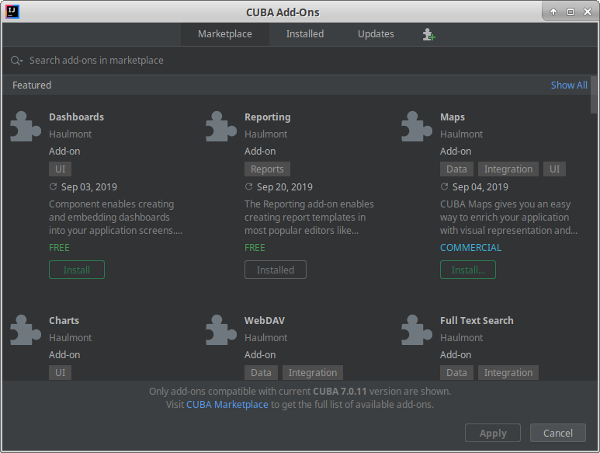 CUBA Add-Ons
Marketplace Installed Updates
Search add-ons in marketplace
Featured Show All
Dashboards
Haulmont
Add-on
UI
Sep 03, 2019
Component enables creating
and embedding dashboards
into your application screens....
FREE
Install
Reporting
Haulmont
Add-on
Reports
Sep 20, 2019
The Reporting add-on enables
creating report templates in
most popular editors like...
FREE
Installed
Maps
Haulmont
Add-on
Data Integration UI
Sep 04, 2019
CUBA Maps gives you an easy
way to enrich your application
with visual representation and...
COMMERCIAL
Install...
Charts
Haulmont
Add-on
UI
WebDAV
Haulmont
Add-on
Data Integration
Full Text Search
Haulmont
Add-on
Data Integration
Only add-ons compatible with current CUBA 7.0.11 version are shown.
Visit CUBA Marketplace to get the full list of available add-ons.
Apply Cancel